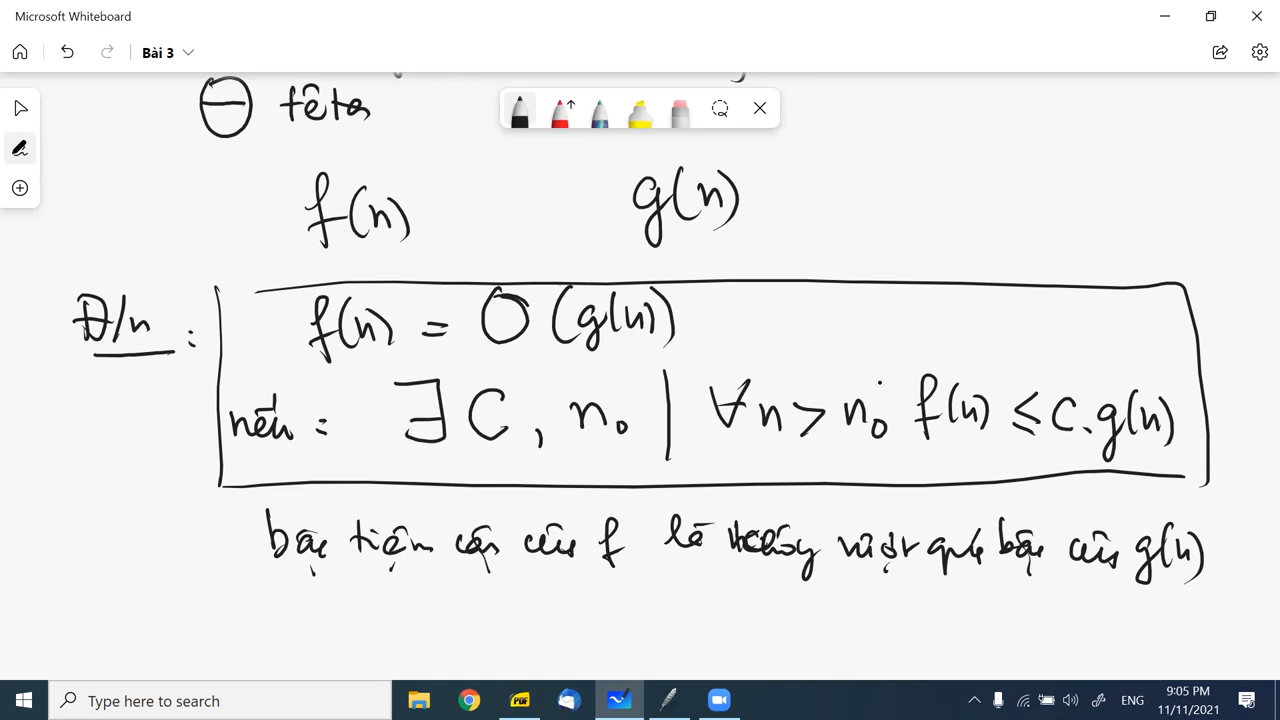 Microsoft Whiteboard
Bài 3
Θ têta
f(n) g(n)
Đ/n : f(n) = O(g(n))
nếu : ∃ C, n₀ | ∀n > n₀ f(n) ≤ C.g(n)
bậc tiệm cận của f là không vượt quá bậc của g(n)
Type here to search
PDF
ENG
9:05 PM
11/11/2021